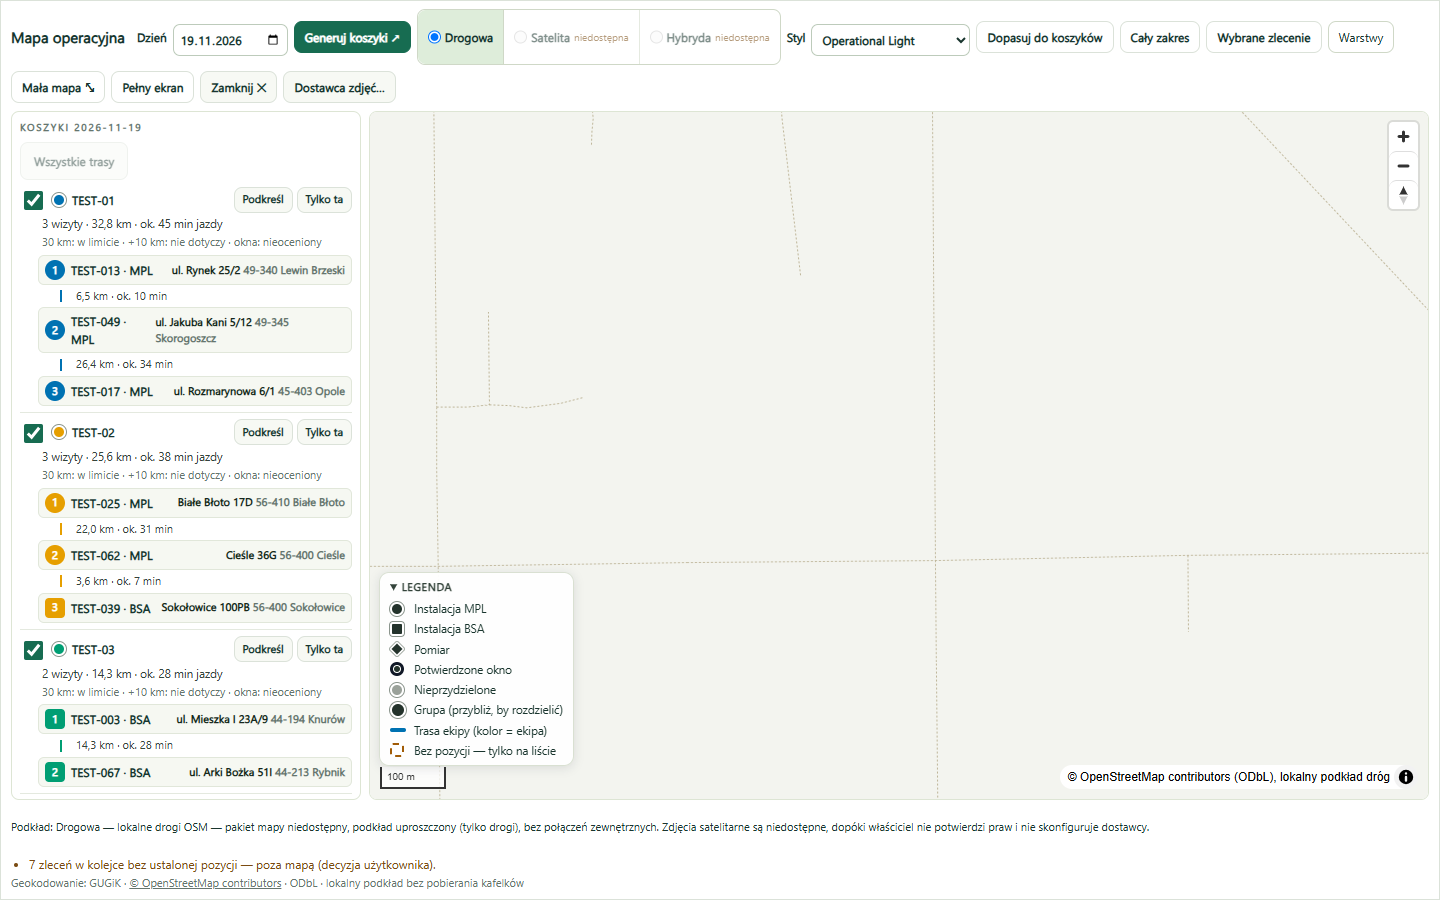 Mapa operacyjna Dzień 19.11.2026 Generuj koszyki ↗ Drogowa Satelita niedostępna Hybryda niedostępna Styl Operational Light Dopasuj do koszyków Cały zakres Wybrane zlecenie Warstwy
Mała mapa ⤡ Pełny ekran Zamknij ✕ Dostawca zdjęć...
KOSZYKI 2026-11-19
Wszystkie trasy
TEST-01 Podkreśl Tylko ta
3 wizyty · 32,8 km · ok. 45 min jazdy
30 km: w limicie · +10 km: nie dotyczy · okna: nieoceniony
1 TEST-013 · MPL ul. Rynek 25/2 49-340 Lewin Brzeski
6,5 km · ok. 10 min
2 TEST-049 · MPL ul. Jakuba Kani 5/12 49-345 Skorogoszcz
26,4 km · ok. 34 min
3 TEST-017 · MPL ul. Rozmarynowa 6/1 45-403 Opole
TEST-02 Podkreśl Tylko ta
3 wizyty · 25,6 km · ok. 38 min jazdy
30 km: w limicie · +10 km: nie dotyczy · okna: nieoceniony
1 TEST-025 · MPL Białe Błoto 17D 56-410 Białe Błoto
22,0 km · ok. 31 min
2 TEST-062 · MPL Cieśle 36G 56-400 Cieśle
3,6 km · ok. 7 min
3 TEST-039 · BSA Sokołowice 100PB 56-400 Sokołowice
TEST-03 Podkreśl Tylko ta
2 wizyty · 14,3 km · ok. 28 min jazdy
30 km: w limicie · +10 km: nie dotyczy · okna: nieoceniony
1 TEST-003 · BSA ul. Mieszka I 23A/9 44-194 Knurów
14,3 km · ok. 28 min
2 TEST-067 · BSA ul. Arki Bożka 51I 44-213 Rybnik
▼ LEGENDA
Instalacja MPL
Instalacja BSA
Pomiar
Potwierdzone okno
Nieprzydzielone
Grupa (przybliż, by rozdzielić)
Trasa ekipy (kolor = ekipa)
Bez pozycji — tylko na liście
100 m
© OpenStreetMap contributors (ODbL), lokalny podkład dróg
Podkład: Drogowa — lokalne drogi OSM — pakiet mapy niedostępny, podkład uproszczony (tylko drogi), bez połączeń zewnętrznych. Zdjęcia satelitarne są niedostępne, dopóki właściciel nie potwierdzi praw i nie skonfiguruje dostawcy.
• 7 zleceń w kolejce bez ustalonej pozycji — poza mapą (decyzja użytkownika).
Geokodowanie: GUGiK · © OpenStreetMap contributors · ODbL · lokalny podkład bez pobierania kafelków